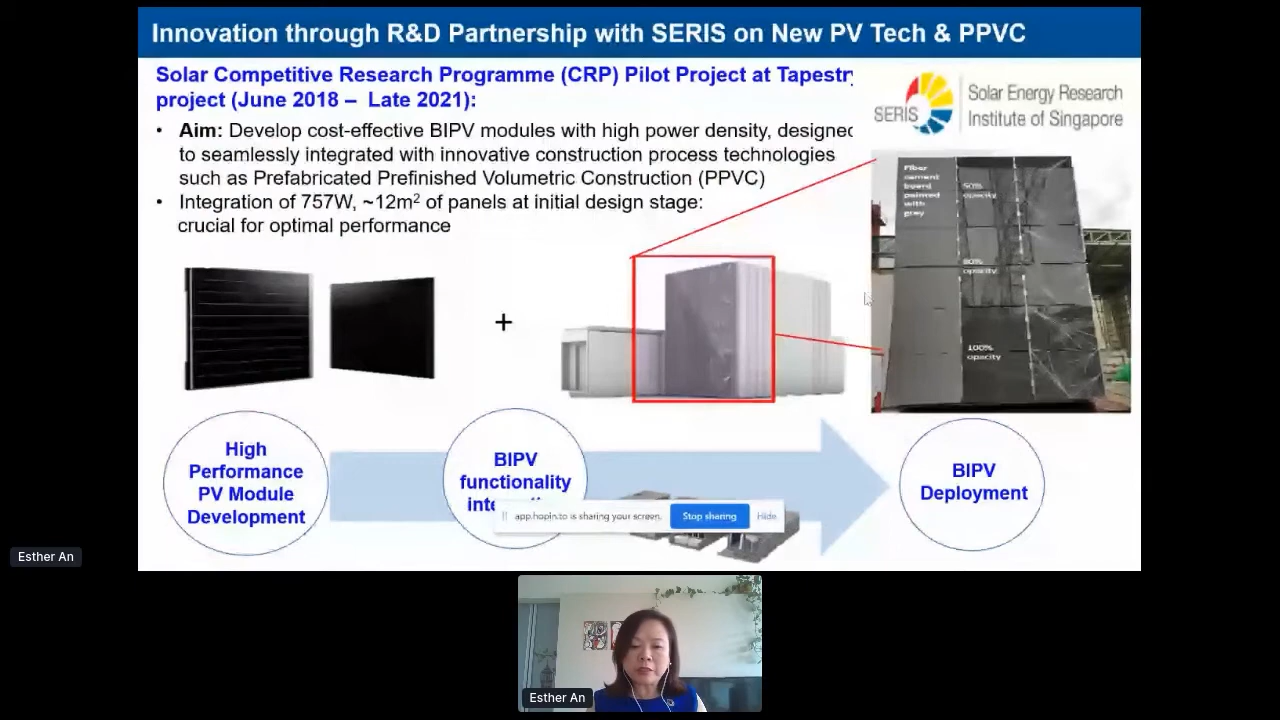 Innovation through R&D Partnership with SERIS on New PV Tech & PPVC
Solar Competitive Research Programme (CRP) Pilot Project at Tapestry
project (June 2018 – Late 2021):
• Aim: Develop cost-effective BIPV modules with high power density, designed
to seamlessly integrated with innovative construction process technologies
such as Prefabricated Prefinished Volumetric Construction (PPVC)
• Integration of 757W, ~12m² of panels at initial design stage:
crucial for optimal performance
SERIS
Solar Energy Research
Institute of Singapore
Fiber
cement
board
painted
with
grey
50%
opacity
80%
opacity
100%
opacity
+
High
Performance
PV Module
Development
BIPV
functionality
BIPV
Deployment
app.hopin.to is sharing your screen.
Stop sharing
Hide
Esther An
Esther An